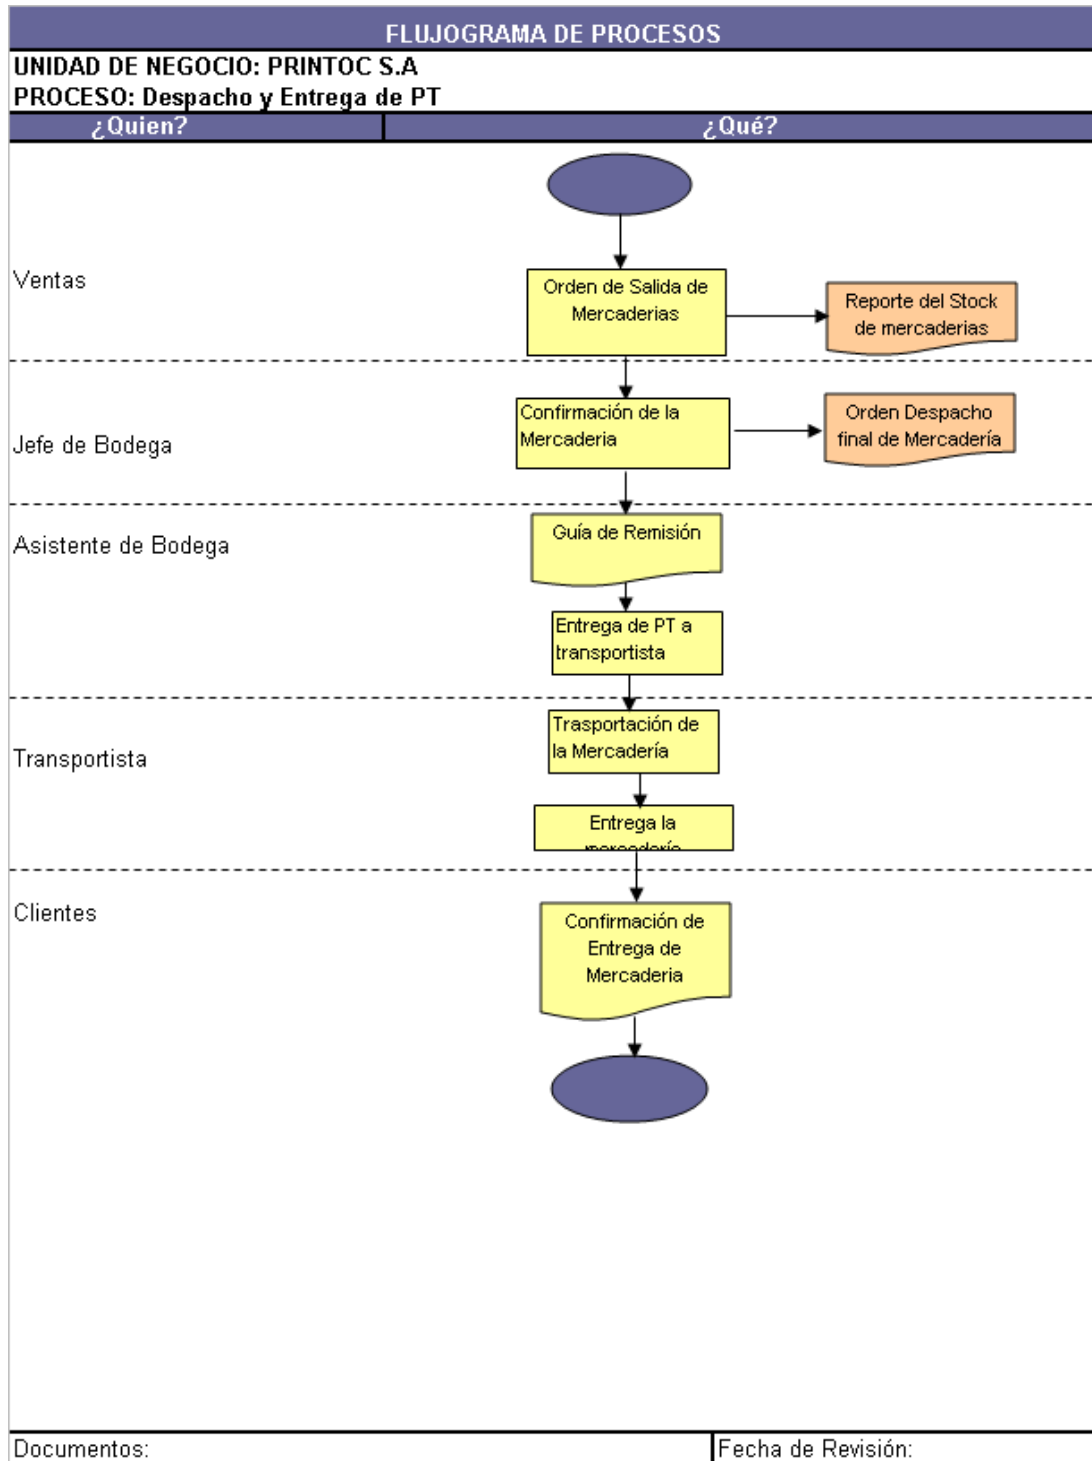 FLUJOGRAMA DE PROCESOS
UNIDAD DE NEGOCIO: PRINTOC S.A
PROCESO: Despacho y Entrega de PT
¿Quien?
¿Qué?
Ventas
Orden de Salida de
Mercaderias
Reporte del Stock
de mercaderias
Jefe de Bodega
Confirmación de la
Mercaderia
Orden Despacho
final de Mercadería
Asistente de Bodega
Guía de Remisión
Entrega de PT a
transportista
Transportista
Trasportación de
la Mercadería
Entrega la
mercadería
Clientes
Confirmación de
Entrega de
Mercaderia
Documentos:
Fecha de Revisión: